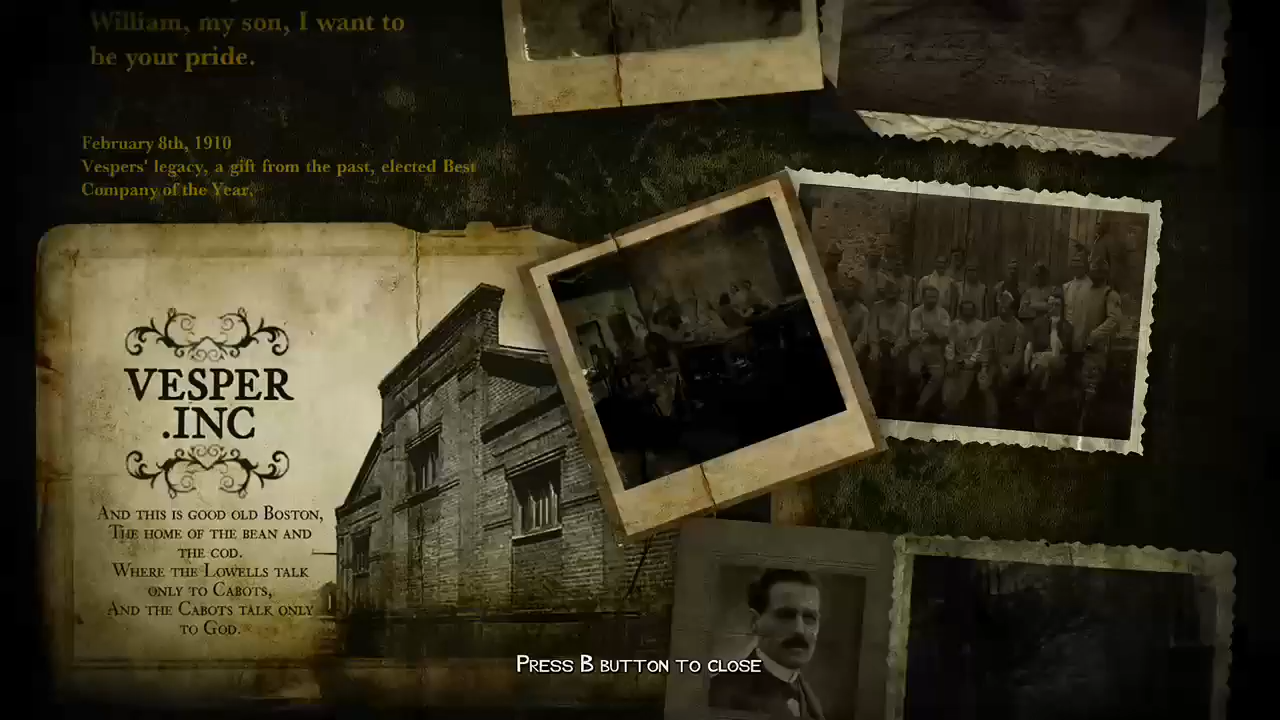 William, my son, I want to
be your pride.
February 8th, 1910
Vespers' legacy, a gift from the past, elected Best
Company of the Year.
VESPER
.INC
And this is good old Boston,
The home of the bean and
the cod.
Where the Lowells talk
only to Cabots,
And the Cabots talk only
to God.
Press B button to close